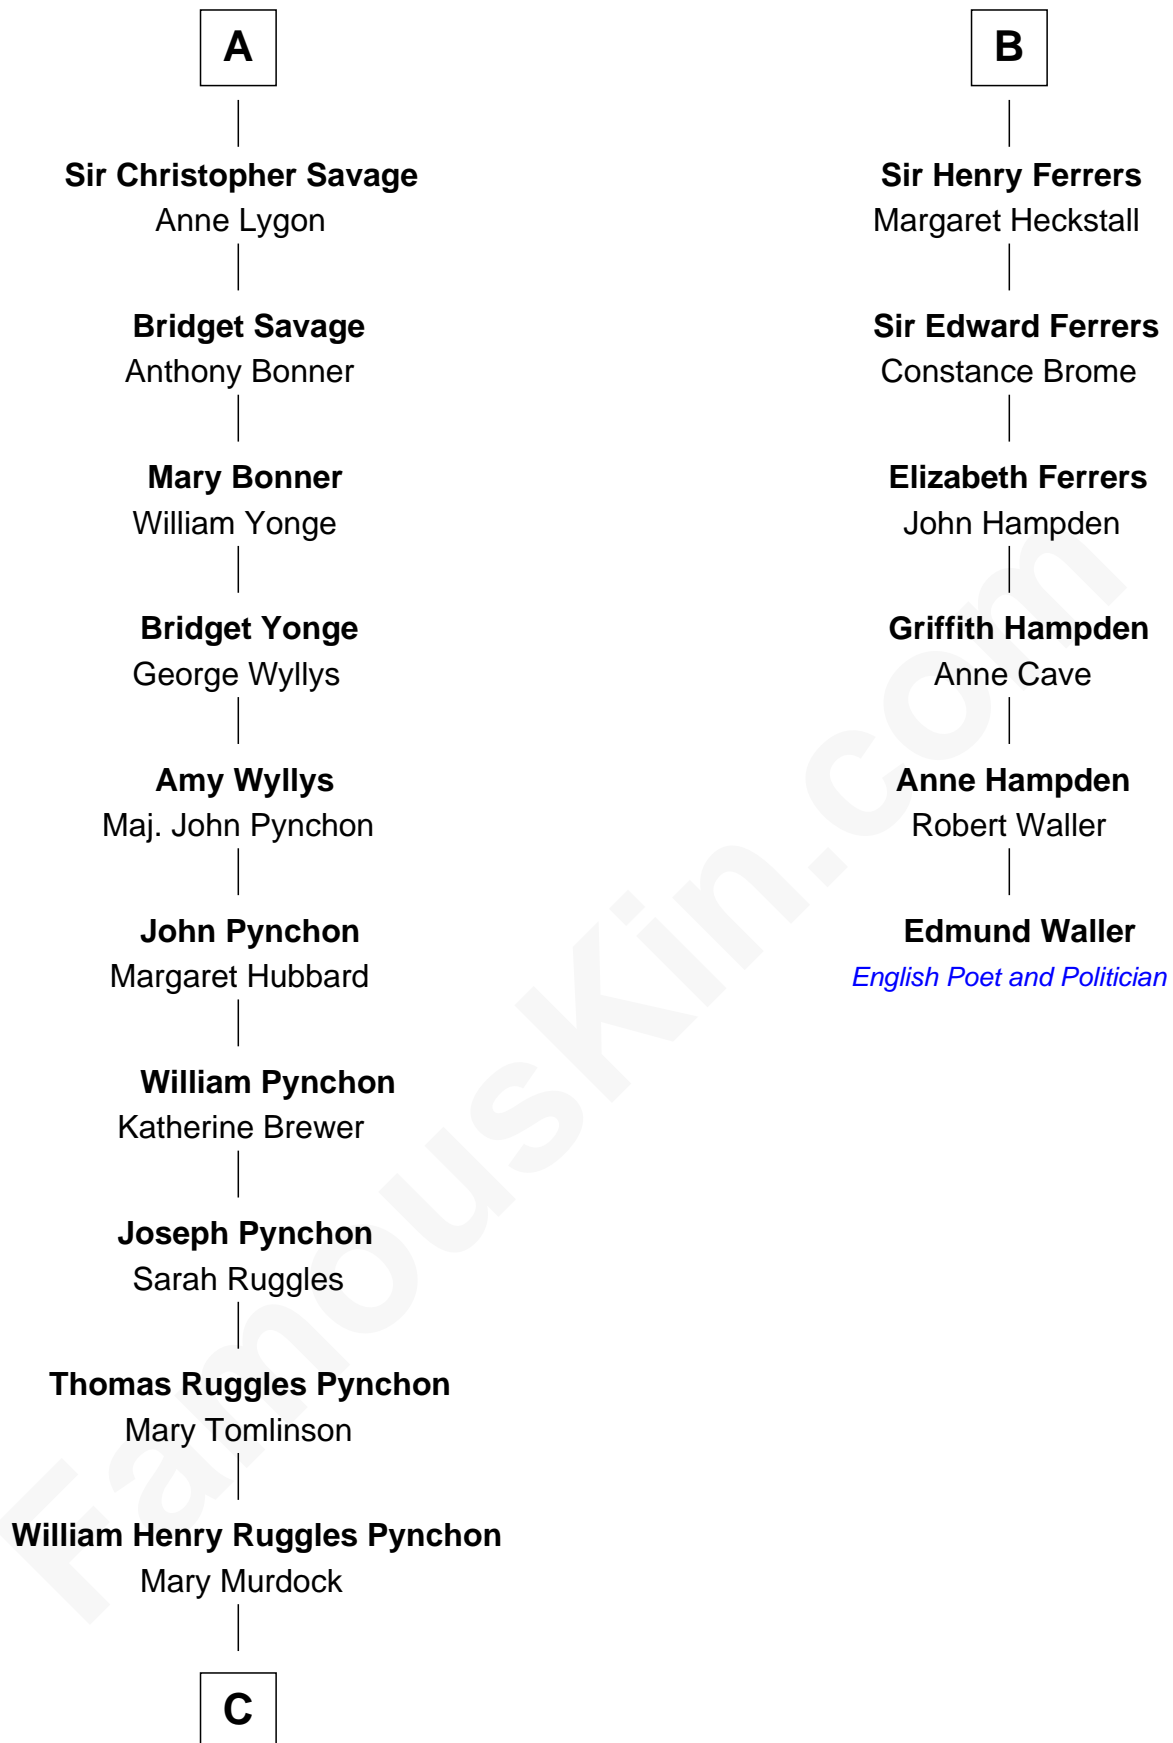 A
Sir Christopher Savage
Anne Lygon
Bridget Savage
Anthony Bonner
Mary Bonner
William Yonge
Bridget Yonge
George Wyllys
Amy Wyllys
Maj. John Pynchon
John Pynchon
Margaret Hubbard
William Pynchon
Katherine Brewer
Joseph Pynchon
Sarah Ruggles
Thomas Ruggles Pynchon
Mary Tomlinson
William Henry Ruggles Pynchon
Mary Murdock
C
B
Sir Henry Ferrers
Margaret Heckstall
Sir Edward Ferrers
Constance Brome
Elizabeth Ferrers
John Hampden
Griffith Hampden
Anne Cave
Anne Hampden
Robert Waller
Edmund Waller
English Poet and Politician
FamousKin.com